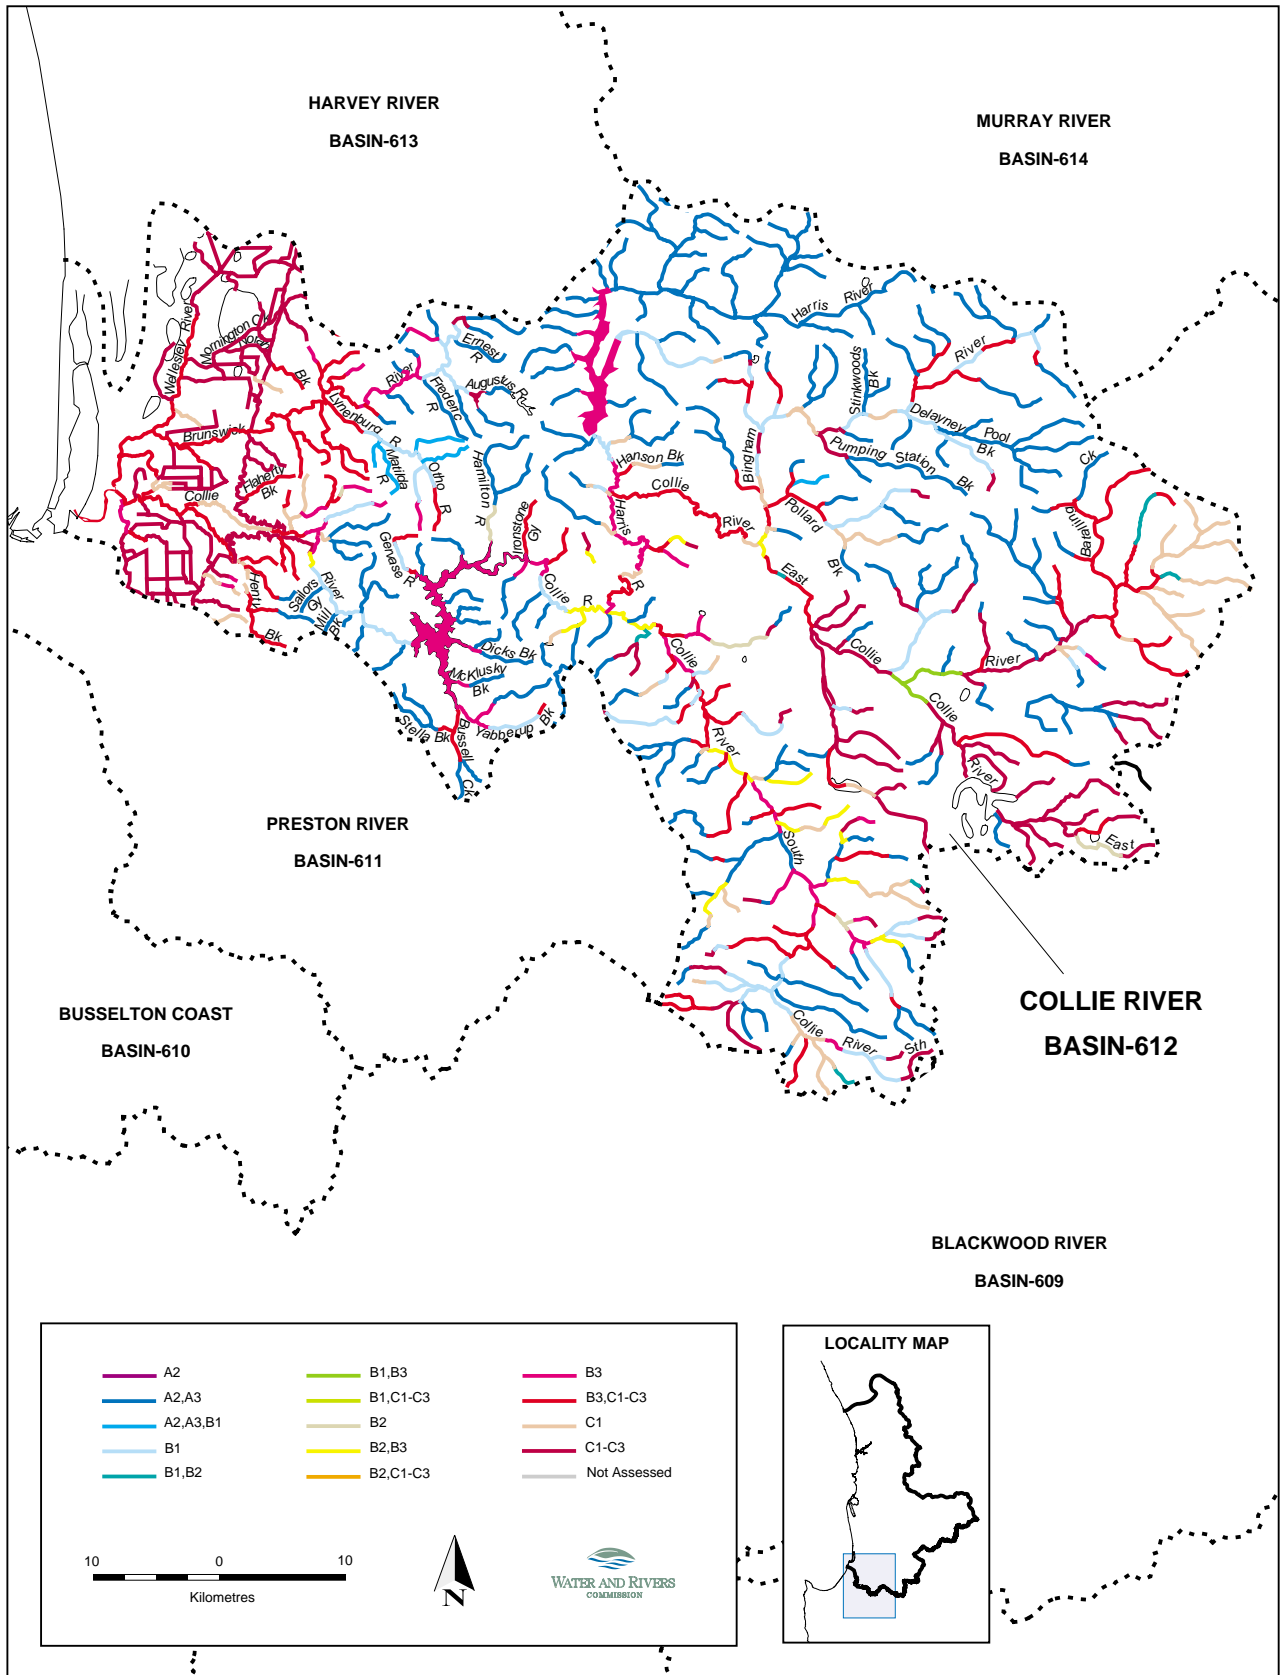 HARVEY RIVER
BASIN-613
MURRAY RIVER
BASIN-614
Wellesley River
Mornington Ck
North
Bk
Lynenburg R
River
Ernest R
Frederic R
Augustus R
Brunswick
Matilda R
Otho R
Hamilton R
Flaherty Bk
Collie
Harris River
River
Stinkwoods Bk
Delayney Pool
Bk
Pumping Station Bk
Ck
Bingham
Hanson Bk
Collie
River
Harris
R
Pollard
Bk
East
Ironstone Gy
Gervase R
Henty
Bk
Sailors Gy
River
Mill Bk
Collie
R
Dicks Bk
McKlusky
Bk
Stella Bk
Bussell
Ck
Yabberup Bk
Collie
River
South
Collie
River
Collie
River
East
Collie
River
Sth
PRESTON RIVER
BASIN-611
BUSSELTON COAST
BASIN-610
COLLIE RIVER
BASIN-612
BLACKWOOD RIVER
BASIN-609
A2
A2,A3
A2,A3,B1
B1
B1,B2
B1,B3
B1,C1-C3
B2
B2,B3
B2,C1-C3
B3
B3,C1-C3
C1
C1-C3
Not Assessed
10 0 10
Kilometres
N
WATER AND RIVERS
COMMISSION
LOCALITY MAP